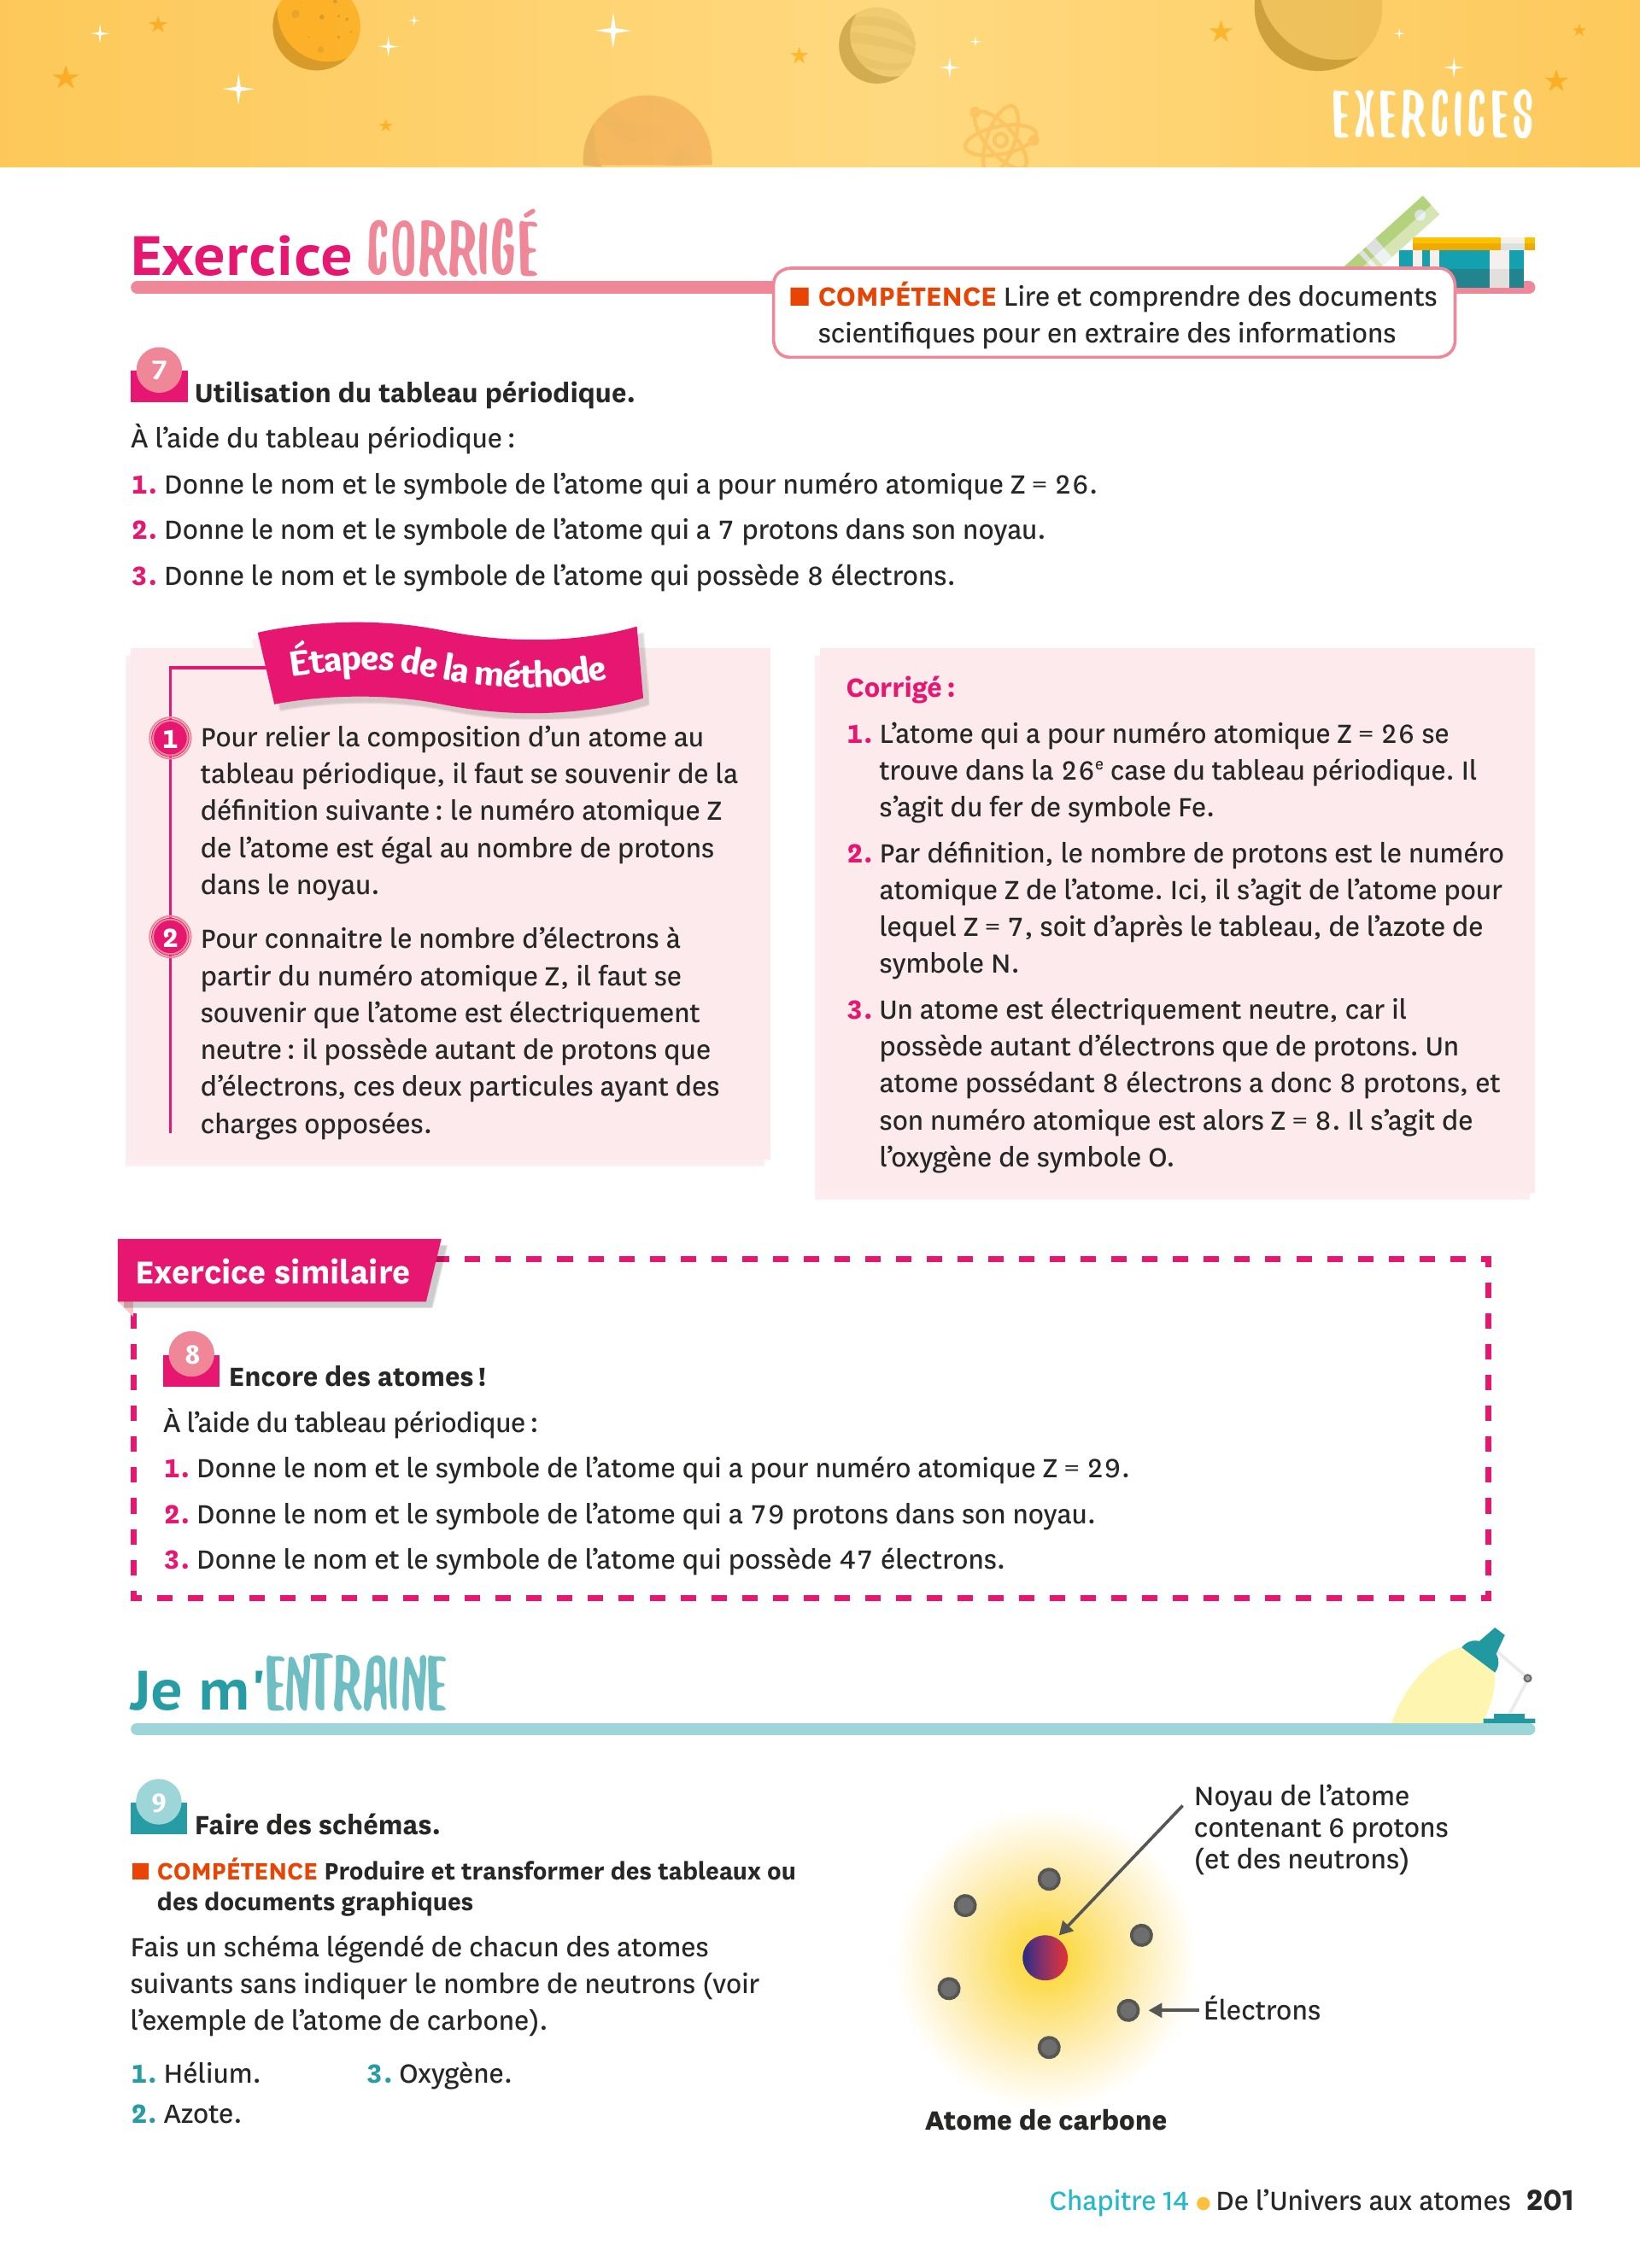 EXERCICES
Exercice CORRIGÉ
■ COMPÉTENCE Lire et comprendre des documents
scientifiques pour en extraire des informations
7 Utilisation du tableau périodique.
À l’aide du tableau périodique :
1. Donne le nom et le symbole de l’atome qui a pour numéro atomique Z = 26.
2. Donne le nom et le symbole de l’atome qui a 7 protons dans son noyau.
3. Donne le nom et le symbole de l’atome qui possède 8 électrons.
Étapes de la méthode
1 Pour relier la composition d’un atome au
tableau périodique, il faut se souvenir de la
définition suivante : le numéro atomique Z
de l’atome est égal au nombre de protons
dans le noyau.
2 Pour connaitre le nombre d’électrons à
partir du numéro atomique Z, il faut se
souvenir que l’atome est électriquement
neutre : il possède autant de protons que
d’électrons, ces deux particules ayant des
charges opposées.
Corrigé :
1. L’atome qui a pour numéro atomique Z = 26 se
trouve dans la 26e case du tableau périodique. Il
s’agit du fer de symbole Fe.
2. Par définition, le nombre de protons est le numéro
atomique Z de l’atome. Ici, il s’agit de l’atome pour
lequel Z = 7, soit d’après le tableau, de l’azote de
symbole N.
3. Un atome est électriquement neutre, car il
possède autant d’électrons que de protons. Un
atome possédant 8 électrons a donc 8 protons, et
son numéro atomique est alors Z = 8. Il s’agit de
l’oxygène de symbole O.
Exercice similaire
8 Encore des atomes !
À l’aide du tableau périodique :
1. Donne le nom et le symbole de l’atome qui a pour numéro atomique Z = 29.
2. Donne le nom et le symbole de l’atome qui a 79 protons dans son noyau.
3. Donne le nom et le symbole de l’atome qui possède 47 électrons.
Je m'ENTRAINE
9 Faire des schémas.
■ COMPÉTENCE Produire et transformer des tableaux ou
des documents graphiques
Fais un schéma légendé de chacun des atomes
suivants sans indiquer le nombre de neutrons (voir
l’exemple de l’atome de carbone).
1. Hélium. 3. Oxygène.
2. Azote.
Noyau de l’atome
contenant 6 protons
(et des neutrons)
Électrons
Atome de carbone
Chapitre 14 ● De l’Univers aux atomes 201